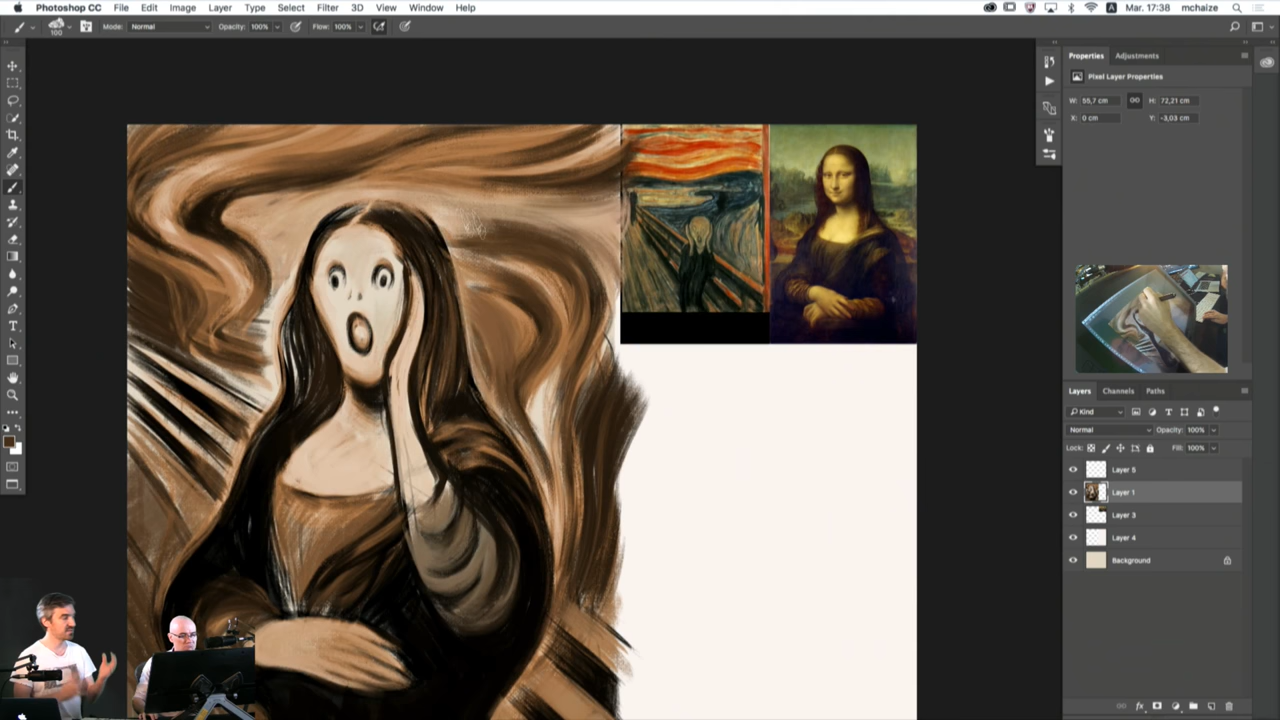 Photoshop CC File Edit Image Layer Type Select Filter 3D View Window Help Mar. 17:38 mchaize
100 Mode: Normal Opacity: 100% Flow: 100%
Properties Adjustments
Pixel Layer Properties
W: 55,7 cm H: 72,21 cm
X: 0 cm Y: -3,03 cm
Layers Channels Paths
Kind
Normal Opacity: 100%
Lock: Fill: 100%
Layer 5
Layer 1
Layer 3
Layer 4
Background